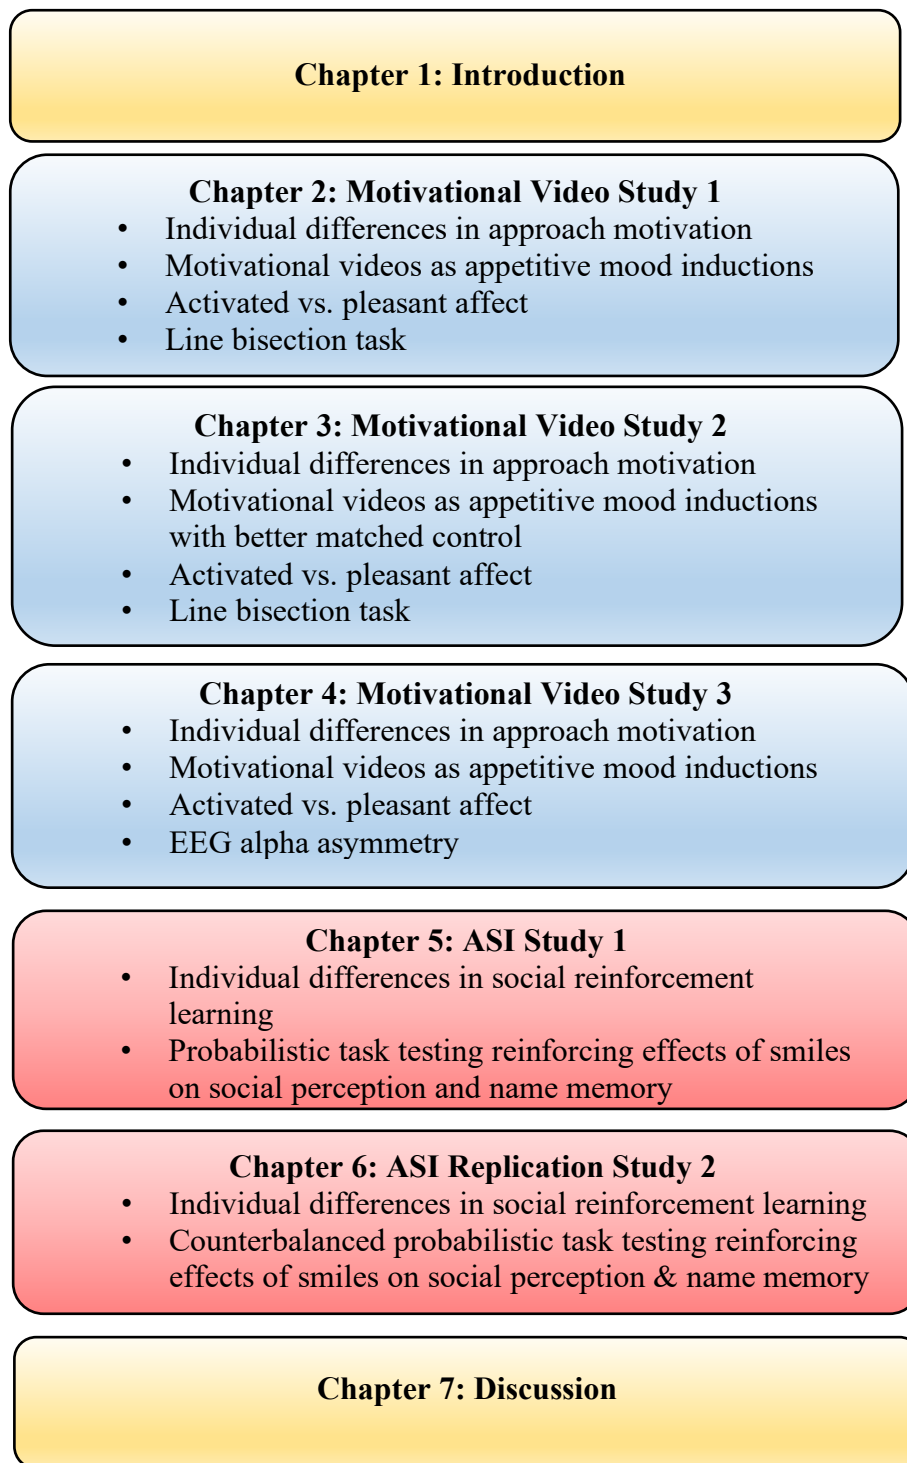 Chapter 1: Introduction
Chapter 2: Motivational Video Study 1
• Individual differences in approach motivation
• Motivational videos as appetitive mood inductions
• Activated vs. pleasant affect
• Line bisection task
Chapter 3: Motivational Video Study 2
• Individual differences in approach motivation
• Motivational videos as appetitive mood inductions
with better matched control
• Activated vs. pleasant affect
• Line bisection task
Chapter 4: Motivational Video Study 3
• Individual differences in approach motivation
• Motivational videos as appetitive mood inductions
• Activated vs. pleasant affect
• EEG alpha asymmetry
Chapter 5: ASI Study 1
• Individual differences in social reinforcement
learning
• Probabilistic task testing reinforcing effects of smiles
on social perception and name memory
Chapter 6: ASI Replication Study 2
• Individual differences in social reinforcement learning
• Counterbalanced probabilistic task testing reinforcing
effects of smiles on social perception & name memory
Chapter 7: Discussion